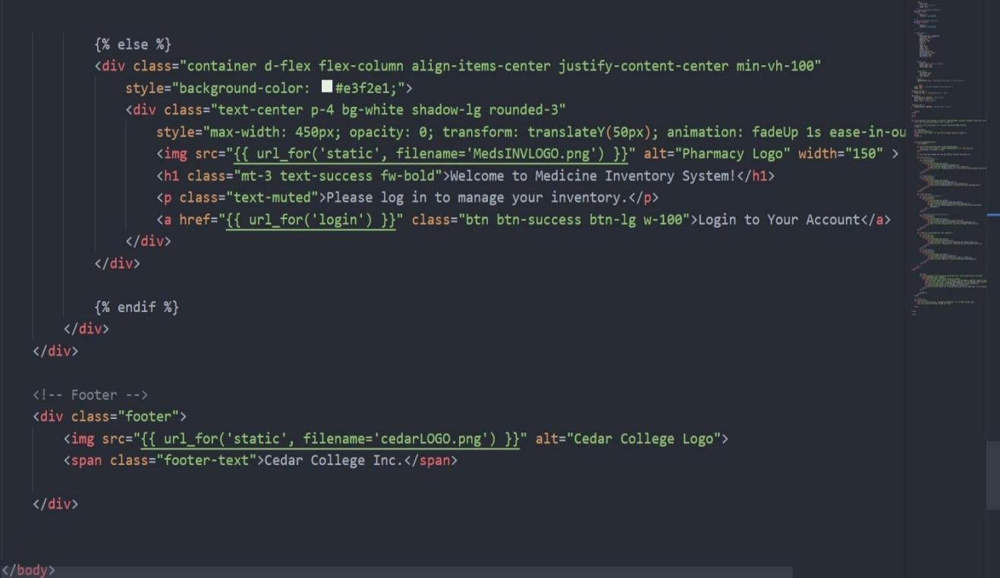 {% else %}
<div class="container d-flex flex-column align-items-center justify-content-center min-vh-100"
style="background-color: #e3f2e1;">
<div class="text-center p-4 bg-white shadow-lg rounded-3"
style="max-width: 450px; opacity: 0; transform: translateY(50px); animation: fadeUp 1s ease-in-ou
<img src="{{ url_for('static', filename='MedsINVLOGO.png') }}" alt="Pharmacy Logo" width="150" >
<h1 class="mt-3 text-success fw-bold">Welcome to Medicine Inventory System!</h1>
<p class="text-muted">Please log in to manage your inventory.</p>
<a href="{{ url_for('login') }}" class="btn btn-success btn-lg w-100">Login to Your Account</a>
</div>
</div>
{% endif %}
</div>
</div>
<!-- Footer -->
<div class="footer">
<img src="{{ url_for('static', filename='cedarLOGO.png') }}" alt="Cedar College Logo">
<span class="footer-text">Cedar College Inc.</span>
</div>
</body>